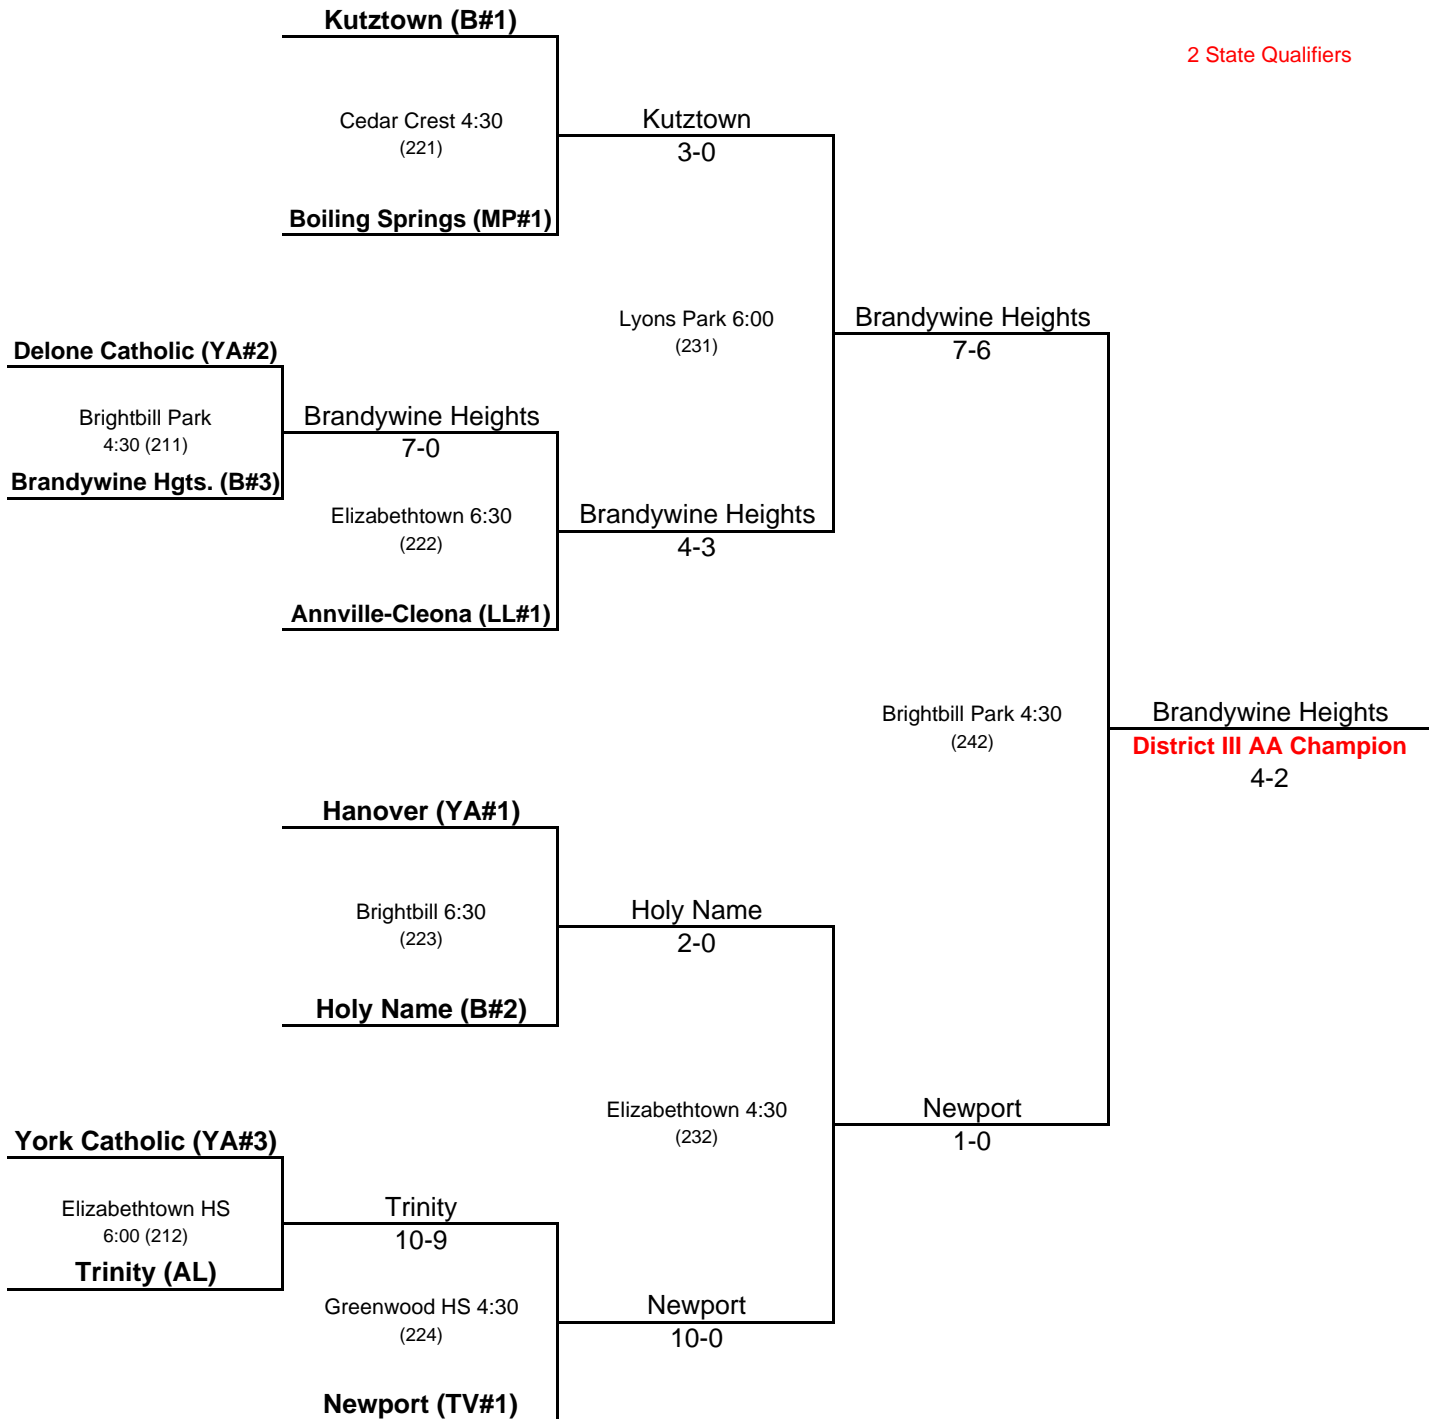 Kutztown (B#1)
2 State Qualifiers
Cedar Crest 4:30
(221)
Kutztown
3-0
Boiling Springs (MP#1)
Lyons Park 6:00
(231)
Brandywine Heights
7-6
Delone Catholic (YA#2)
Brightbill Park
4:30 (211)
Brandywine Heights
7-0
Brandywine Hgts. (B#3)
Elizabethtown 6:30
(222)
Brandywine Heights
4-3
Annville-Cleona (LL#1)
Brightbill Park 4:30
(242)
Brandywine Heights
District III AA Champion
4-2
Hanover (YA#1)
Brightbill 6:30
(223)
Holy Name
2-0
Holy Name (B#2)
Elizabethtown 4:30
(232)
Newport
1-0
York Catholic (YA#3)
Elizabethtown HS
6:00 (212)
Trinity
10-9
Trinity (AL)
Greenwood HS 4:30
(224)
Newport
10-0
Newport (TV#1)